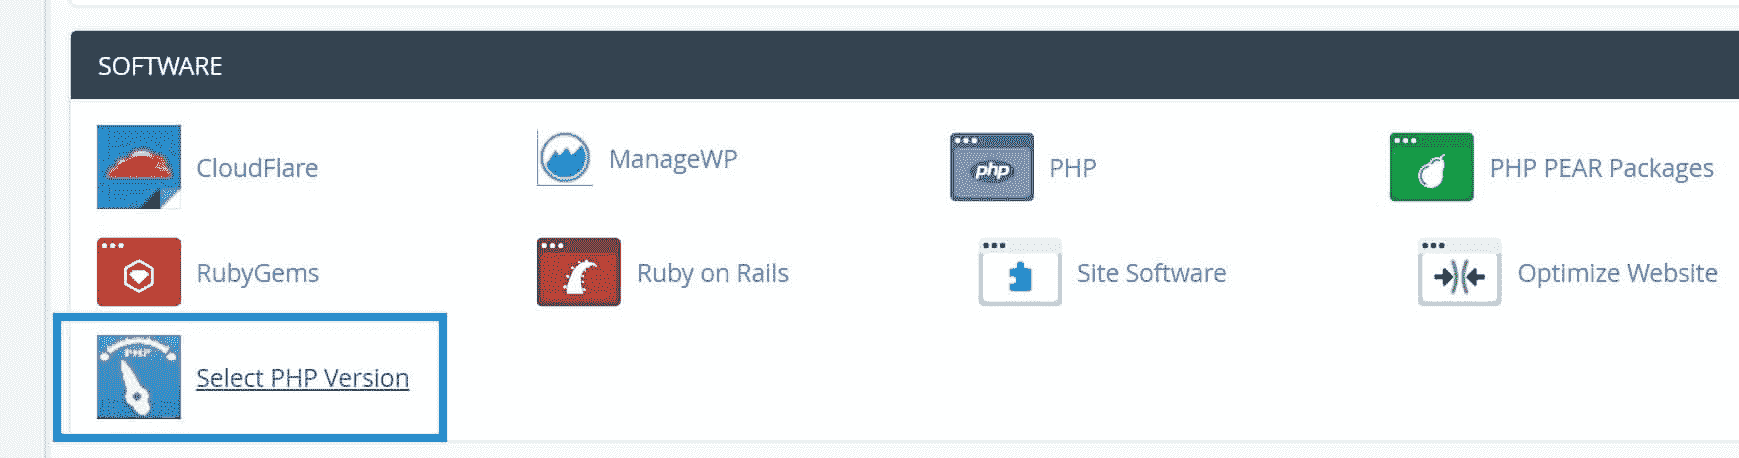 SOFTWARE
CloudFlare
ManageWP
php
PHP
PHP PEAR Packages
RubyGems
Ruby on Rails
Site Software
Optimize Website
PHP
Select PHP Version